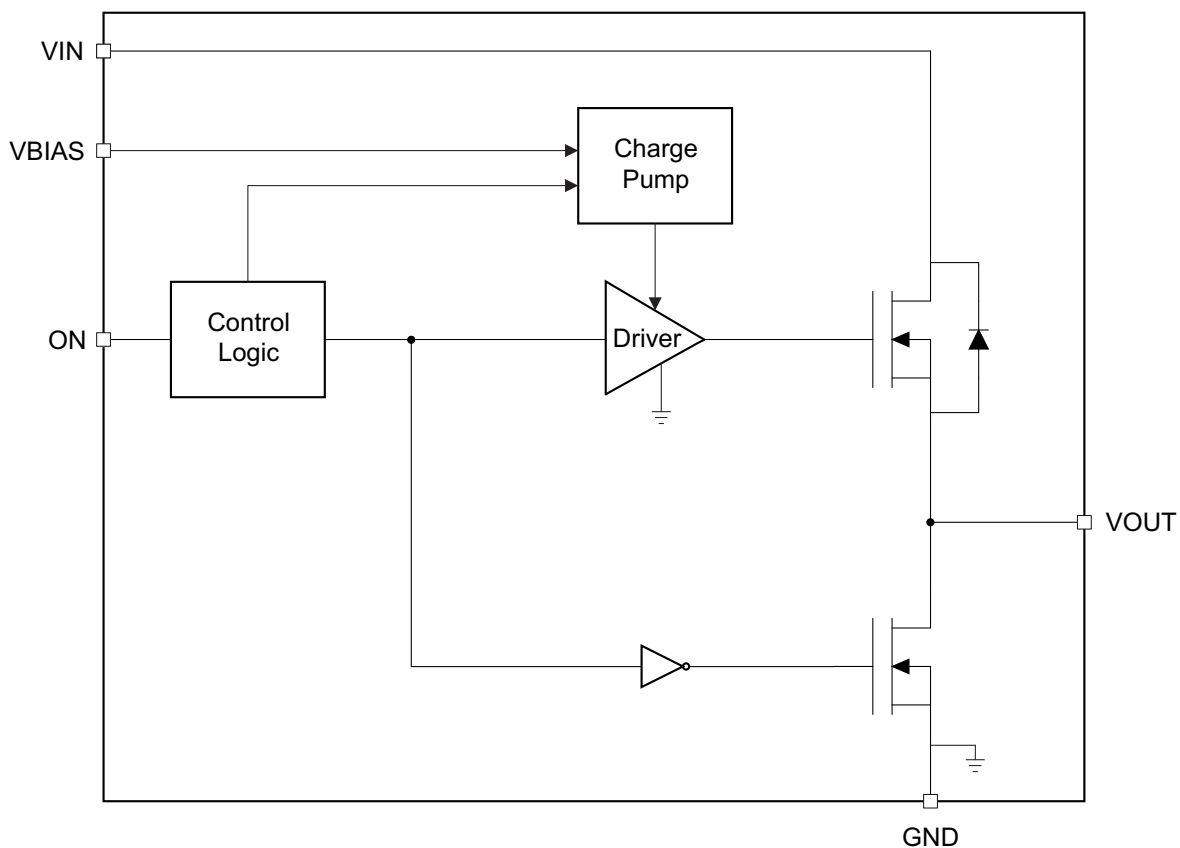 VIN
VBIAS
Charge
Pump
ON
Control
Logic
Driver
VOUT
GND